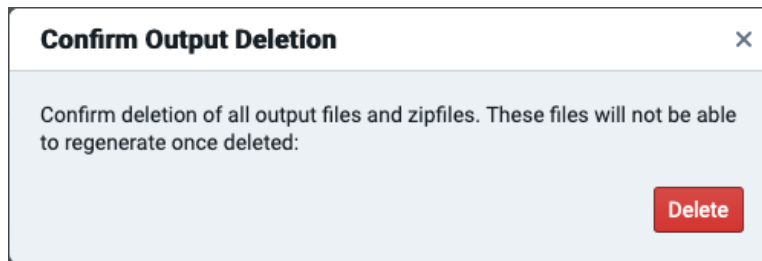 Confirm Output Deletion
Confirm deletion of all output files and zipfiles. These files will not be able
to regenerate once deleted:
Delete